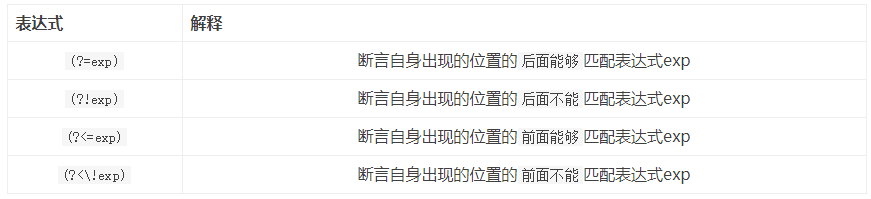 表达式 解释
(?=exp) 断言自身出现的位置的 后面能够 匹配表达式exp
(?!exp) 断言自身出现的位置的 后面不能 匹配表达式exp
(?<=exp) 断言自身出现的位置的 前面能够 匹配表达式exp
(?<\!exp) 断言自身出现的位置的 前面不能 匹配表达式exp